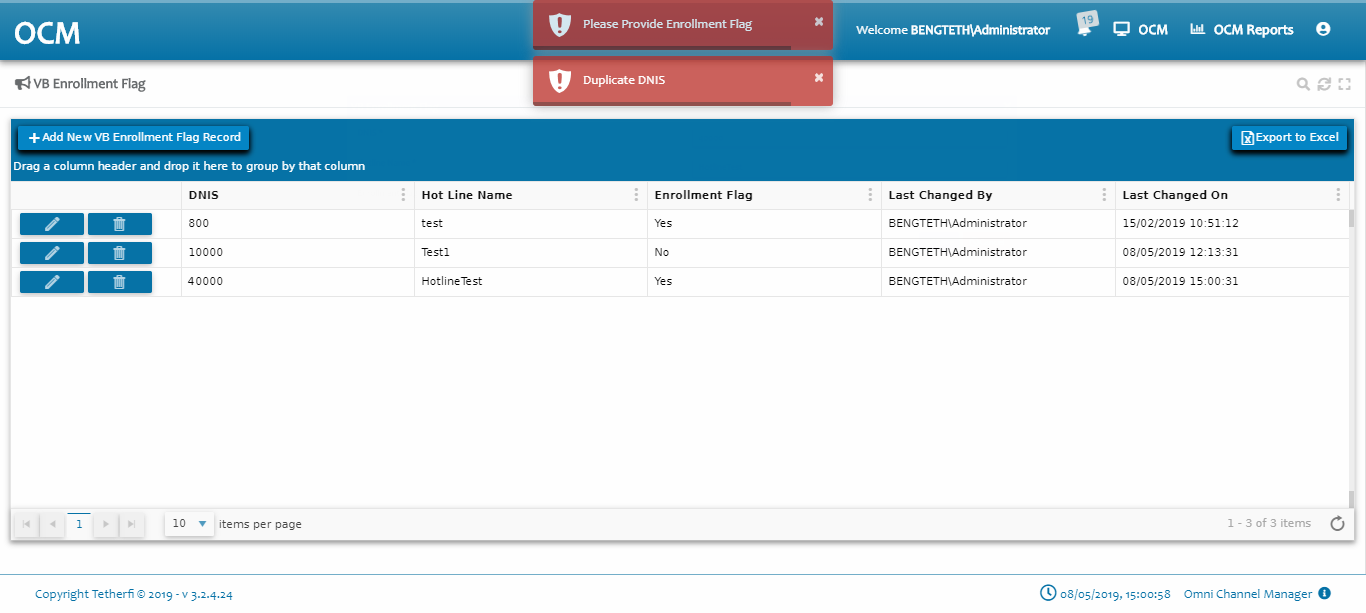 OCM
Please Provide Enrollment Flag
Duplicate DNIS
Welcome BENGTETH\Administrator
19
OCM
OCM Reports
VB Enrollment Flag
Add New VB Enrollment Flag Record
Export to Excel
Drag a column header and drop it here to group by that column
DNIS Hot Line Name Enrollment Flag Last Changed By Last Changed On
800 test Yes BENGTETH\Administrator 15/02/2019 10:51:12
10000 Test1 No BENGTETH\Administrator 08/05/2019 12:13:31
40000 HotlineTest Yes BENGTETH\Administrator 08/05/2019 15:00:31
1 10 items per page 1 - 3 of 3 items
Copyright Tetherfi © 2019 - v 3.2.4.24 08/05/2019, 15:00:58 Omni Channel Manager